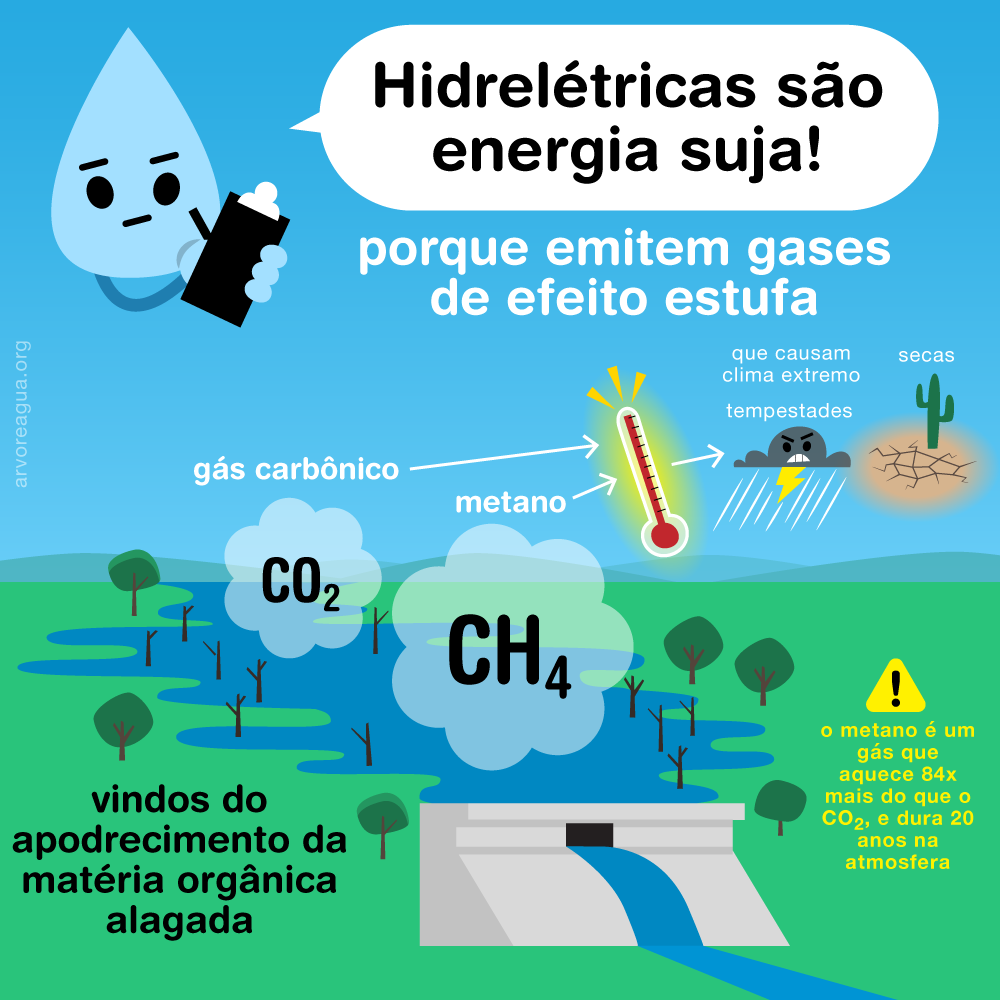 Hidrelétricas são
energia suja!
porque emitem gases
de efeito estufa
arvoreagua.org
que causam
clima extremo
secas
tempestades
gás carbônico
metano
CO₂
CH₄
!
o metano é um
gás que
aquece 84x
mais do que o
CO₂, e dura 20
anos na
atmosfera
vindos do
apodrecimento da
matéria orgânica
alagada